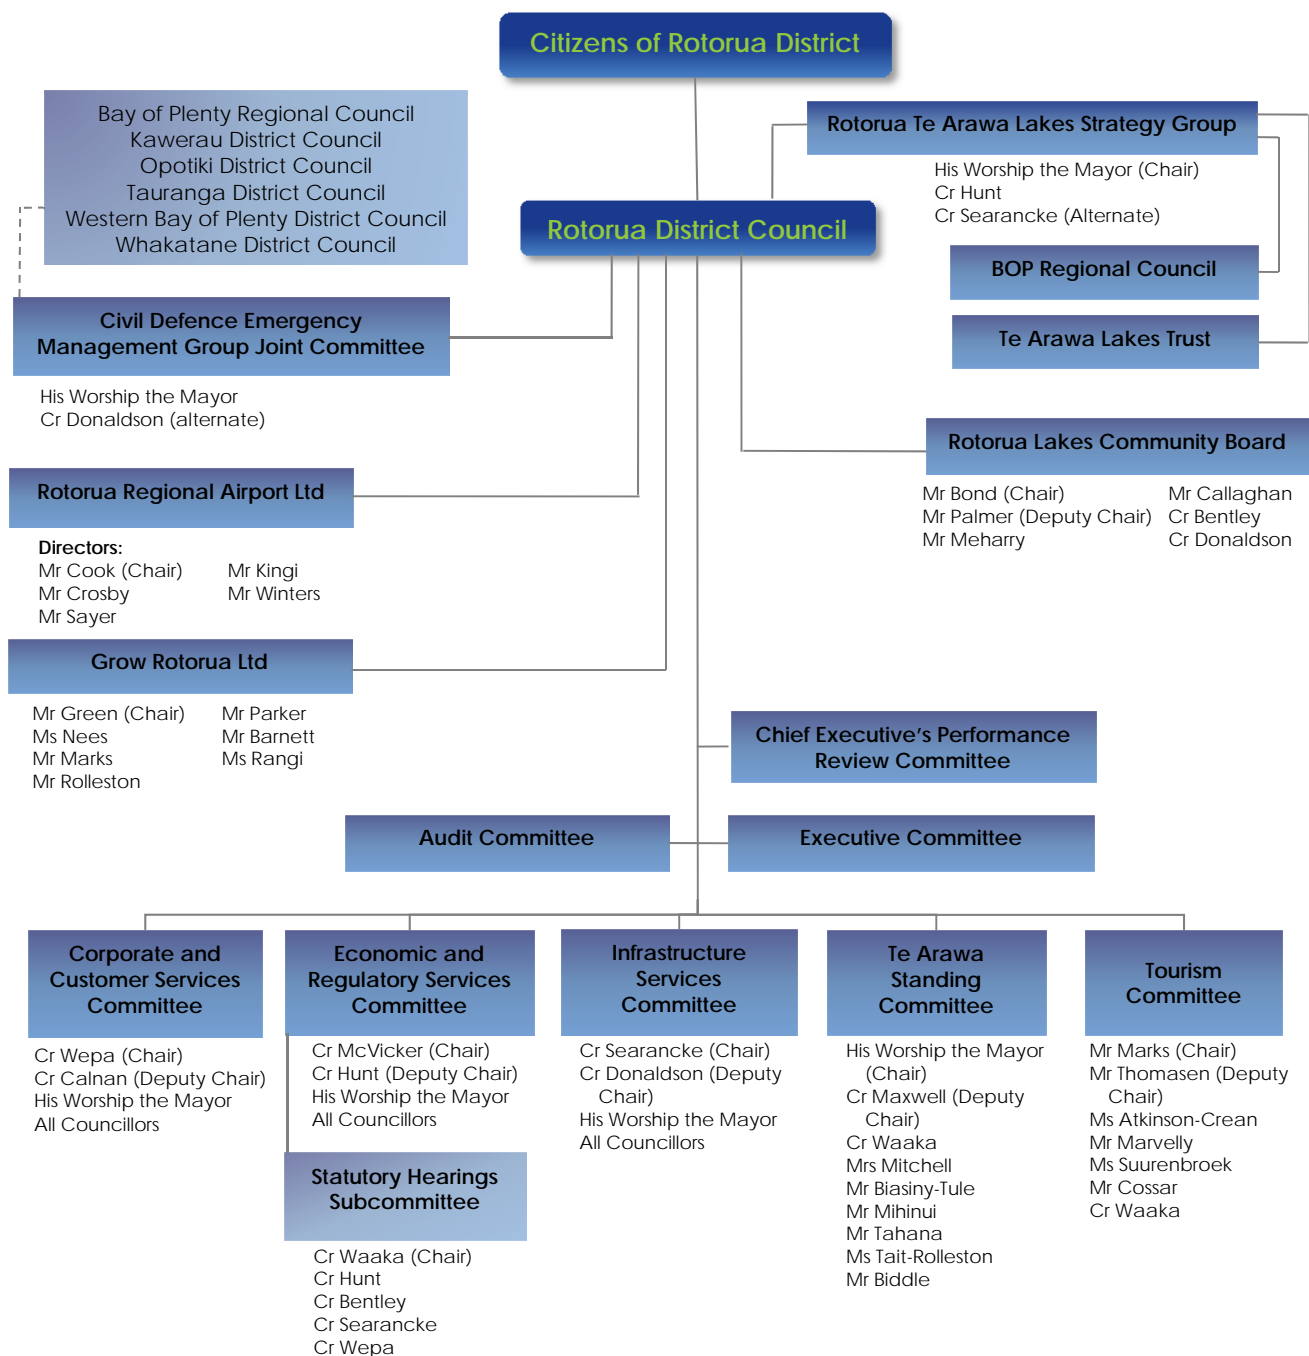 Citizens of Rotorua District
Bay of Plenty Regional Council
Kawerau District Council
Opotiki District Council
Tauranga District Council
Western Bay of Plenty District Council
Whakatane District Council
Rotorua Te Arawa Lakes Strategy Group
His Worship the Mayor (Chair)
Cr Hunt
Cr Searancke (Alternate)
Rotorua District Council
BOP Regional Council
Te Arawa Lakes Trust
Civil Defence Emergency
Management Group Joint Committee
His Worship the Mayor
Cr Donaldson (alternate)
Rotorua Lakes Community Board
Mr Bond (Chair)
Mr Palmer (Deputy Chair)
Mr Meharry
Mr Callaghan
Cr Bentley
Cr Donaldson
Rotorua Regional Airport Ltd
Directors:
Mr Cook (Chair)
Mr Crosby
Mr Sayer
Mr Kingi
Mr Winters
Grow Rotorua Ltd
Mr Green (Chair)
Ms Nees
Mr Marks
Mr Rolleston
Mr Parker
Mr Barnett
Ms Rangi
Chief Executive's Performance
Review Committee
Audit Committee
Executive Committee
Corporate and
Customer Services
Committee
Cr Wepa (Chair)
Cr Calnan (Deputy Chair)
His Worship the Mayor
All Councillors
Economic and
Regulatory Services
Committee
Cr McVicker (Chair)
Cr Hunt (Deputy Chair)
His Worship the Mayor
All Councillors
Statutory Hearings
Subcommittee
Cr Waaka (Chair)
Cr Hunt
Cr Bentley
Cr Searancke
Cr Wepa
Infrastructure
Services
Committee
Cr Searancke (Chair)
Cr Donaldson (Deputy
Chair)
His Worship the Mayor
All Councillors
Te Arawa
Standing
Committee
His Worship the Mayor
(Chair)
Cr Maxwell (Deputy
Chair)
Cr Waaka
Mrs Mitchell
Mr Biasiny-Tule
Mr Mihinui
Mr Tahana
Ms Tait-Rolleston
Mr Biddle
Tourism
Committee
Mr Marks (Chair)
Mr Thomasen (Deputy
Chair)
Ms Atkinson-Crean
Mr Marvelly
Ms Suurenbroek
Mr Cossar
Cr Waaka